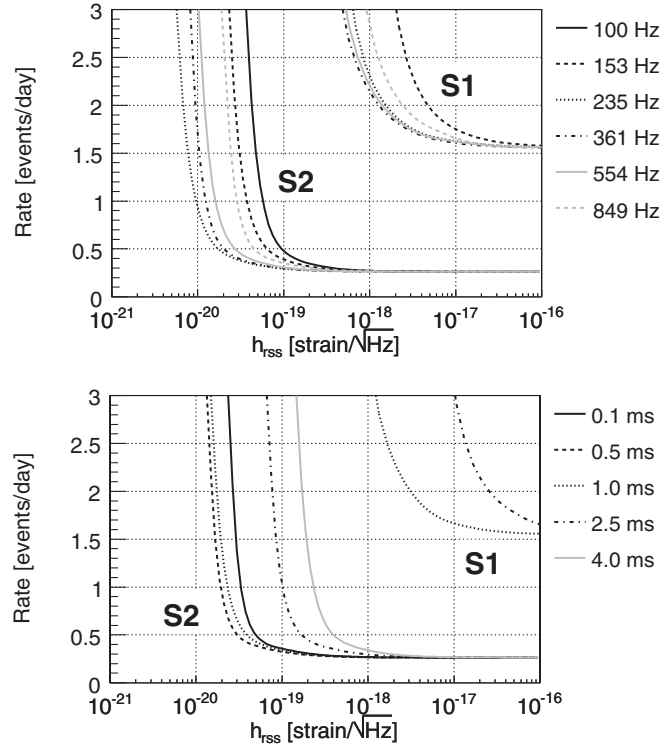 Rate [events/day]
3
2.5
2
1.5
1
0.5
0
S1
S2
10-21
10-20
10-19
10-18
10-17
10-16
hrss [strain/√Hz]
100 Hz
153 Hz
235 Hz
361 Hz
554 Hz
849 Hz
Rate [events/day]
3
2.5
2
1.5
1
0.5
0
S1
S2
10-21
10-20
10-19
10-18
10-17
10-16
hrss [strain/√Hz]
0.1 ms
0.5 ms
1.0 ms
2.5 ms
4.0 ms